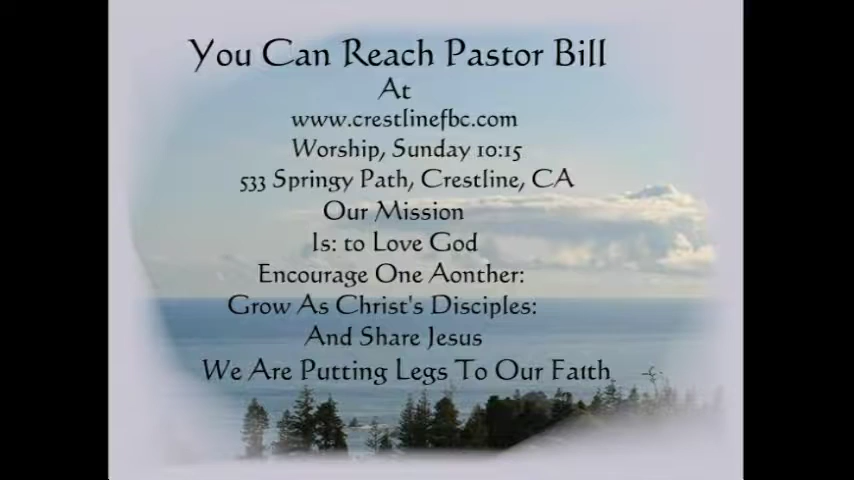 You Can Reach Pastor Bill
At
www.crestlinefbc.com
Worship, Sunday 10:15
533 Springy Path, Crestline, CA
Our Mission
Is: to Love God
Encourage One Aonther:
Grow As Christ's Disciples:
And Share Jesus
We Are Putting Legs To Our Faith